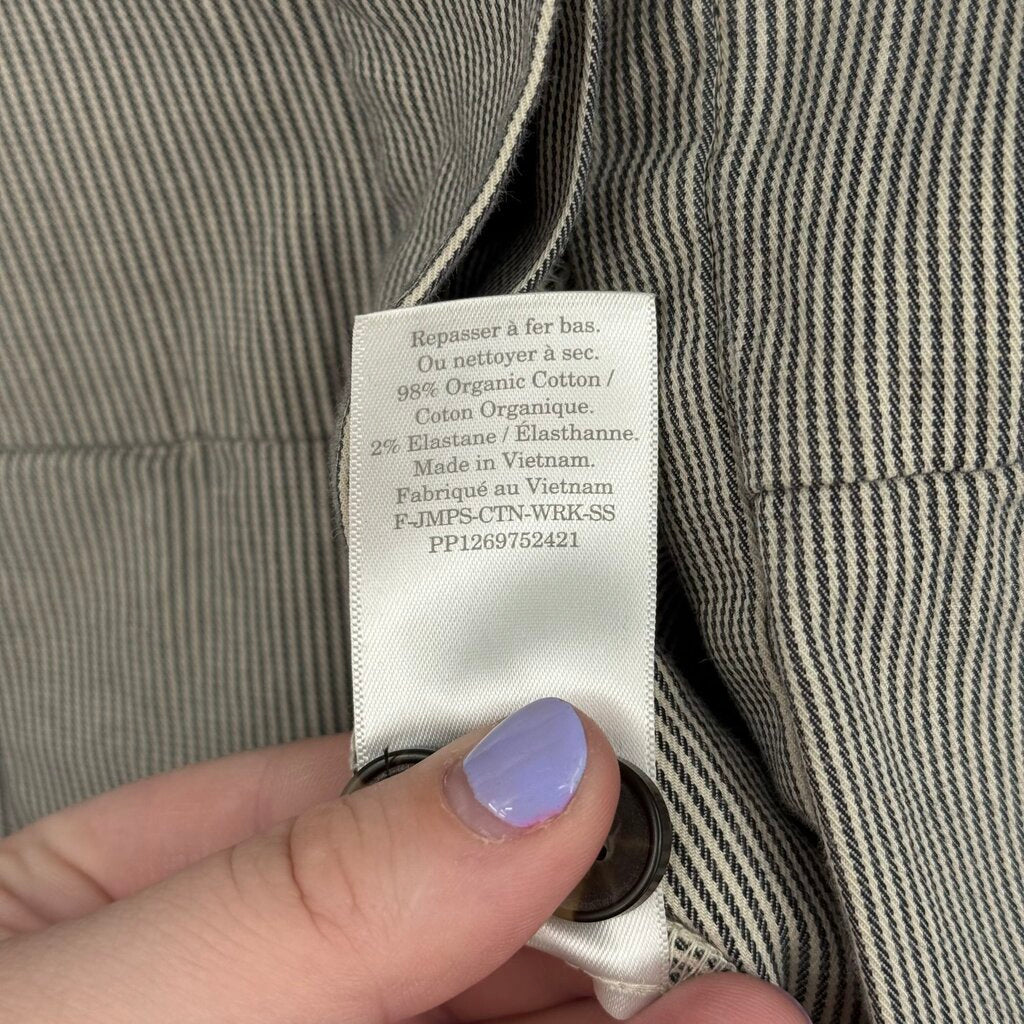 Repasser à fer bas.
Ou nettoyer à sec.
98% Organic Cotton /
Coton Organique.
2% Elastane / Élasthanne.
Made in Vietnam.
Fabriqué au Vietnam
F-JMPS-CTN-WRK-SS
PP1269752421